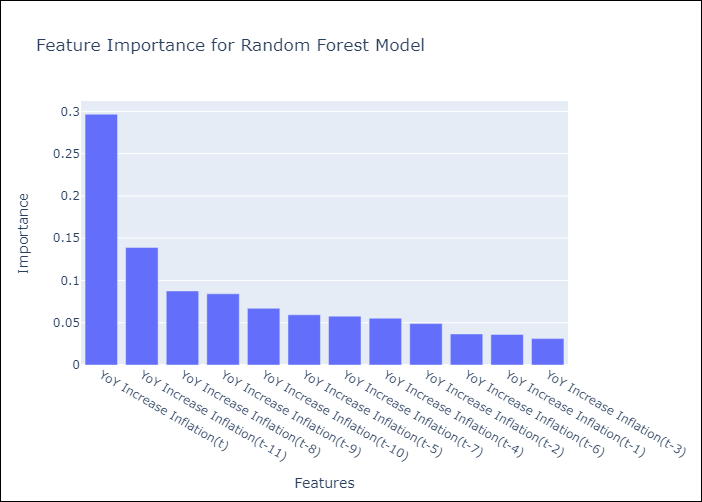 Feature Importance for Random Forest Model
0.3
0.25
0.2
0.15
0.1
0.05
0
Importance
YoY Increase Inflation(t)
YoY Increase Inflation(t-11)
YoY Increase Inflation(t-8)
YoY Increase Inflation(t-9)
YoY Increase Inflation(t-10)
YoY Increase Inflation(t-5)
YoY Increase Inflation(t-7)
YoY Increase Inflation(t-4)
YoY Increase Inflation(t-2)
YoY Increase Inflation(t-6)
YoY Increase Inflation(t-1)
YoY Increase Inflation(t-3)
Features